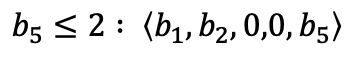 b₅ ≤ 2 : ⟨b₁, b₂, 0,0, b₅⟩